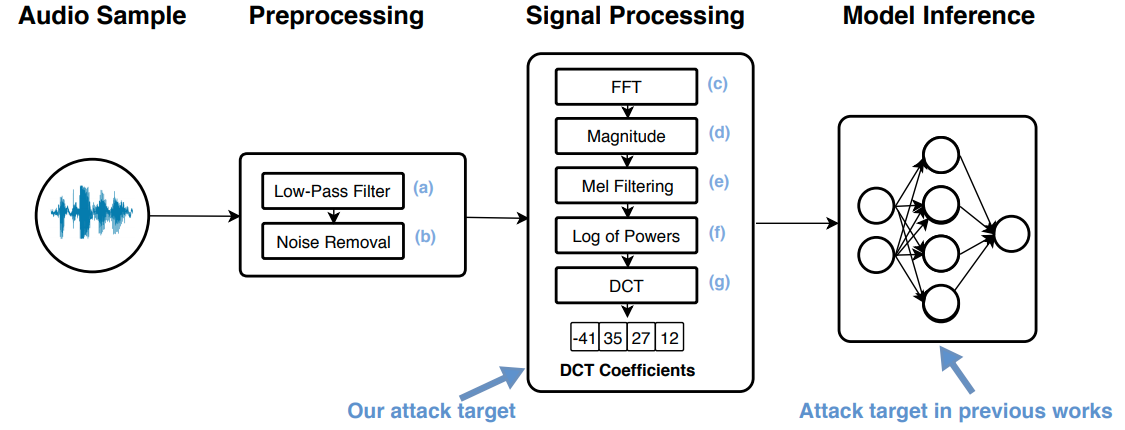 Audio Sample
Preprocessing
Signal Processing
Model Inference
Low-Pass Filter
(a)
Noise Removal
(b)
FFT
(c)
Magnitude
(d)
Mel Filtering
(e)
Log of Powers
(f)
DCT
(g)
-41 35 27 12
DCT Coefficients
Our attack target
Attack target in previous works